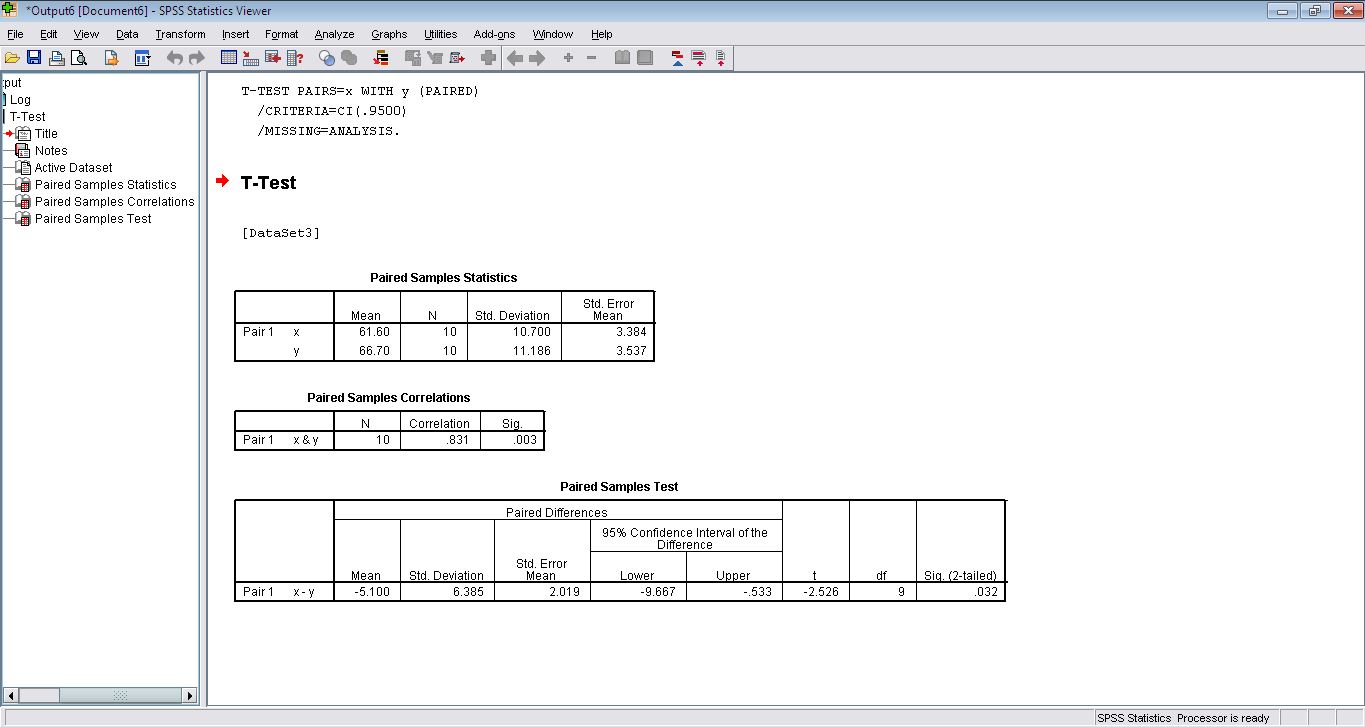 *Output6 [Document6] - SPSS Statistics Viewer
File Edit View Data Transform Insert Format Analyze Graphs Utilities Add-ons Window Help
put
Log
T-Test
Title
Notes
Active Dataset
Paired Samples Statistics
Paired Samples Correlations
Paired Samples Test
T-TEST PAIRS=x WITH y (PAIRED)
/CRITERIA=CI(.9500)
/MISSING=ANALYSIS.
T-Test
[DataSet3]
Paired Samples Statistics
Mean N Std. Deviation Std. Error Mean
Pair 1 x 61.60 10 10.700 3.384
y 66.70 10 11.186 3.537
Paired Samples Correlations
N Correlation Sig.
Pair 1 x & y 10 .831 .003
Paired Samples Test
Paired Differences
95% Confidence Interval of the Difference
Mean Std. Deviation Std. Error Mean Lower Upper t df Sig. (2-tailed)
Pair 1 x - y -5.100 6.385 2.019 -9.667 -.533 -2.526 9 .032
SPSS Statistics Processor is ready